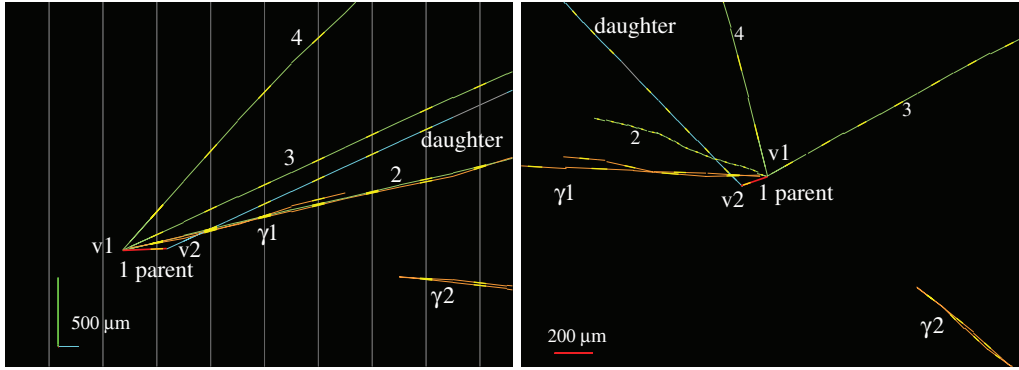 4
3
daughter
2
γ1
v1
v2
1 parent
γ2
500 µm
daughter
4
3
2
v1
γ1
v2
1 parent
γ2
200 µm